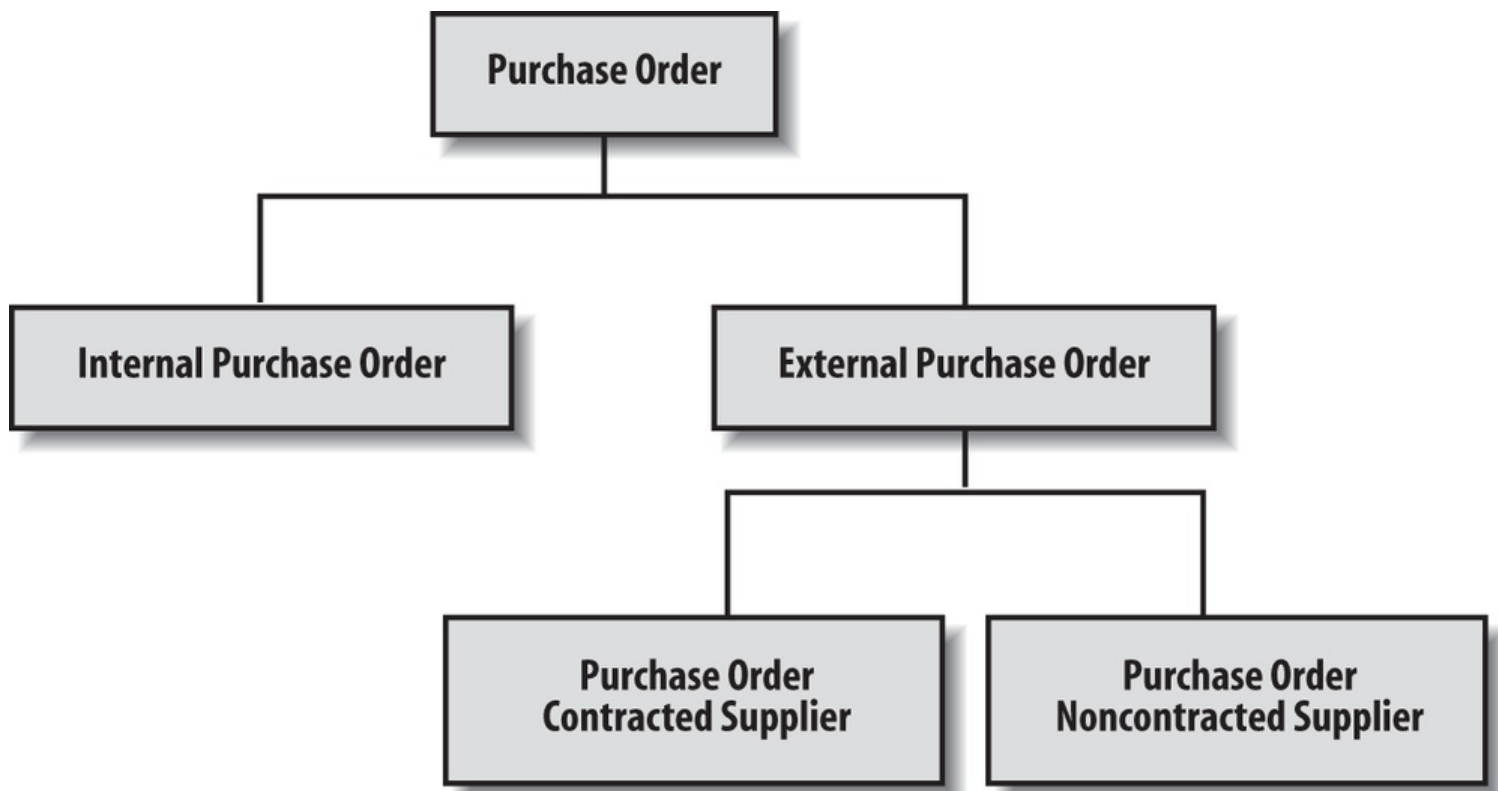 Purchase Order
Internal Purchase Order
External Purchase Order
Purchase Order
Contracted Supplier
Purchase Order
Noncontracted Supplier